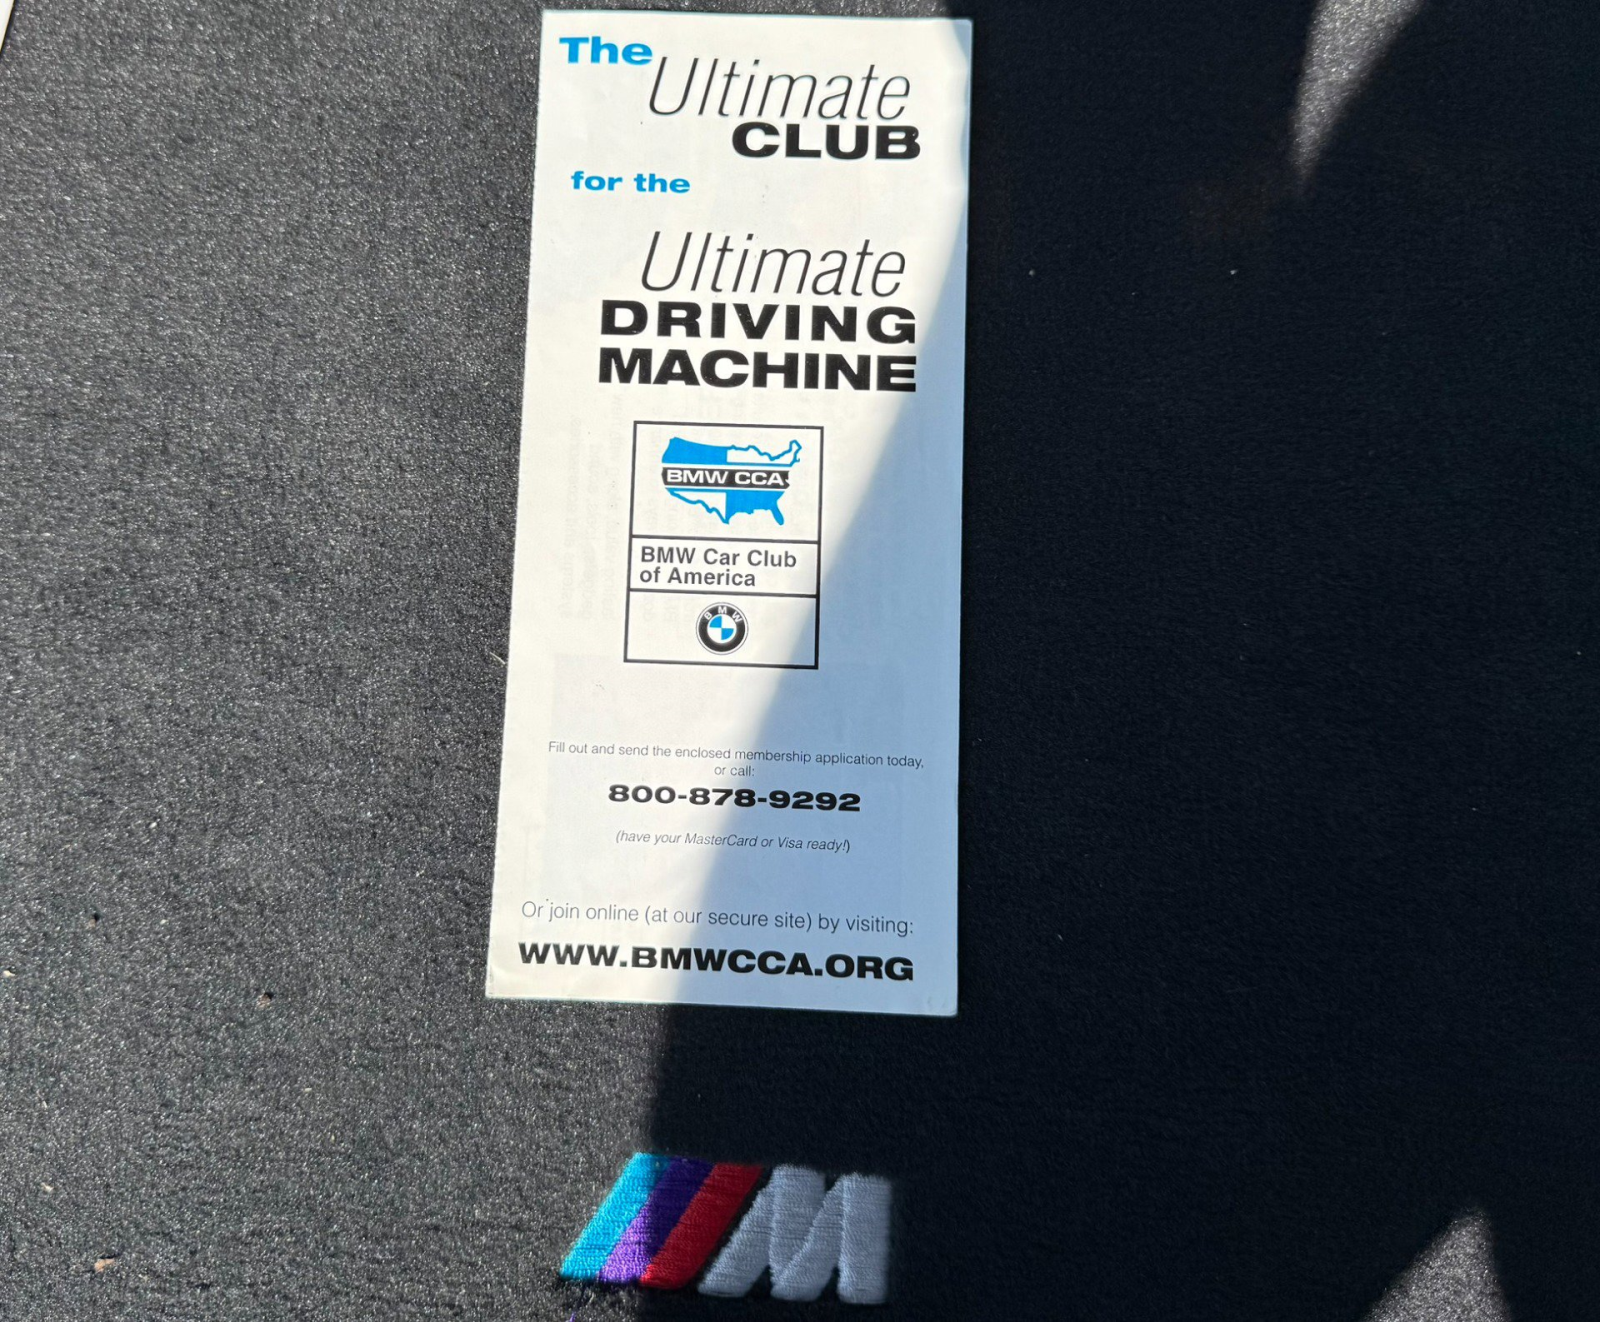 The
Ultimate
CLUB
for the
Ultimate
DRIVING
MACHINE
BMW CCA
BMW Car Club
of America
BMW
Fill out and send the enclosed membership application today,
or call:
800-878-9292
(have your MasterCard or Visa ready!)
Or join online (at our secure site) by visiting:
WWW.BMWCCA.ORG
M